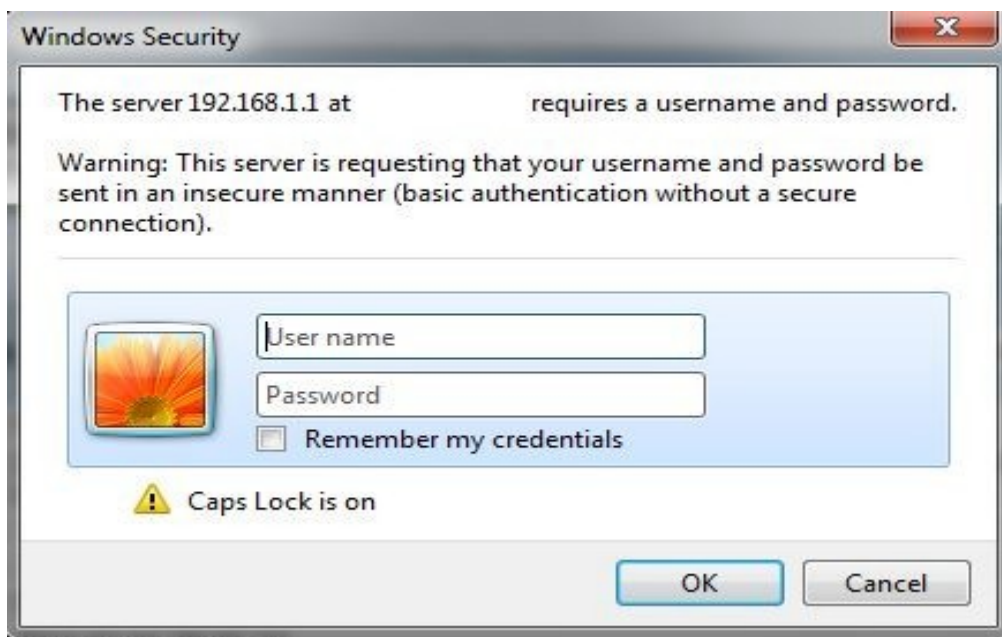 Windows Security
The server 192.168.1.1 at requires a username and password.
Warning: This server is requesting that your username and password be
sent in an insecure manner (basic authentication without a secure
connection).
User name
Password
Remember my credentials
Caps Lock is on
OK Cancel